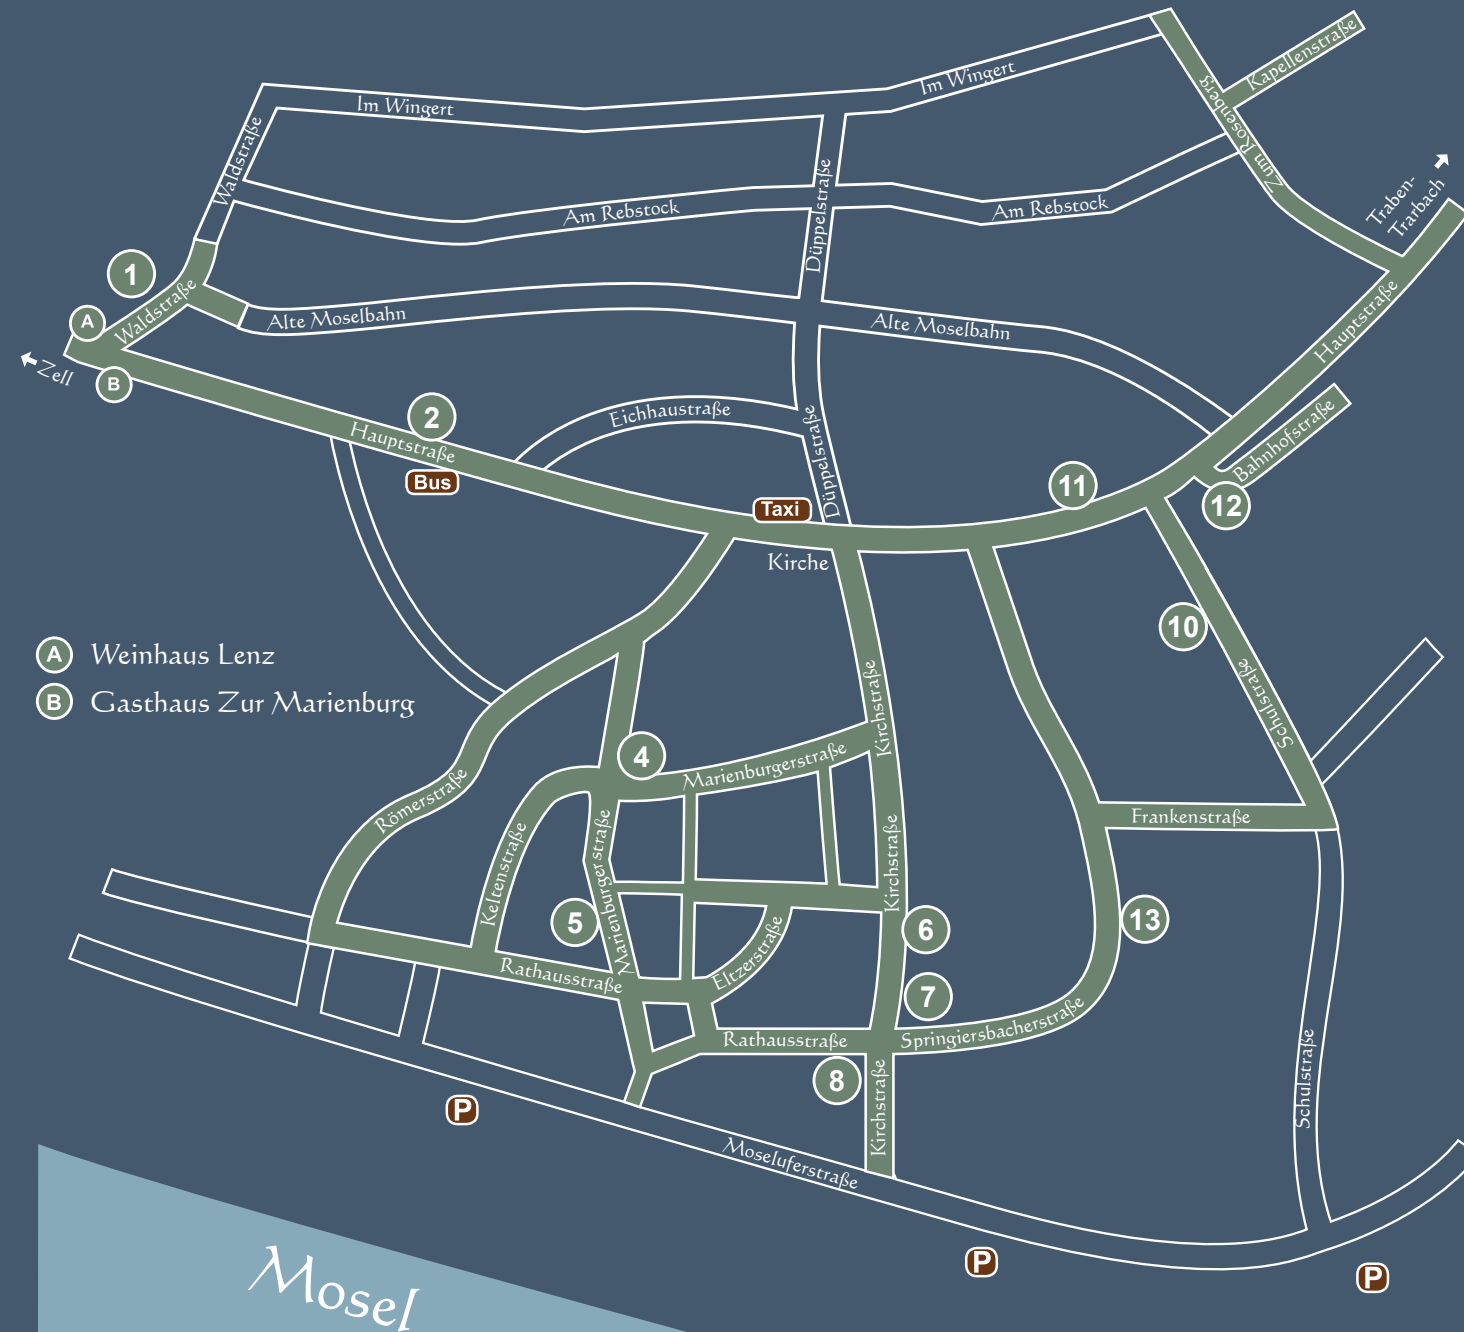 Im Wingert
Im Wingert
Kapellenstraße
Zum Rosenberg
Waldstraße
Düppelstraße
Am Rebstock
Am Rebstock
Traben-
Trarbach
1
Waldstraße
A
Alte Moselbahn
Alte Moselbahn
Hauptstraße
Zell
B
2
Hauptstraße
Bus
Eichhaustraße
Düppelstraße
Taxi
Kirche
11
Bahnhofstraße
12
10
A Weinhaus Lenz
B Gasthaus Zur Marienburg
Kirchstraße
Schulstraße
4
Marienburgerstraße
Römerstraße
Keltenstraße
Marienburgerstraße
Kirchstraße
Frankenstraße
5
6
13
Rathausstraße
Eltzerstraße
7
Rathausstraße
Springiersbacherstraße
8
Kirchstraße
Schulstraße
P
Moseluferstraße
P
P
Mosel